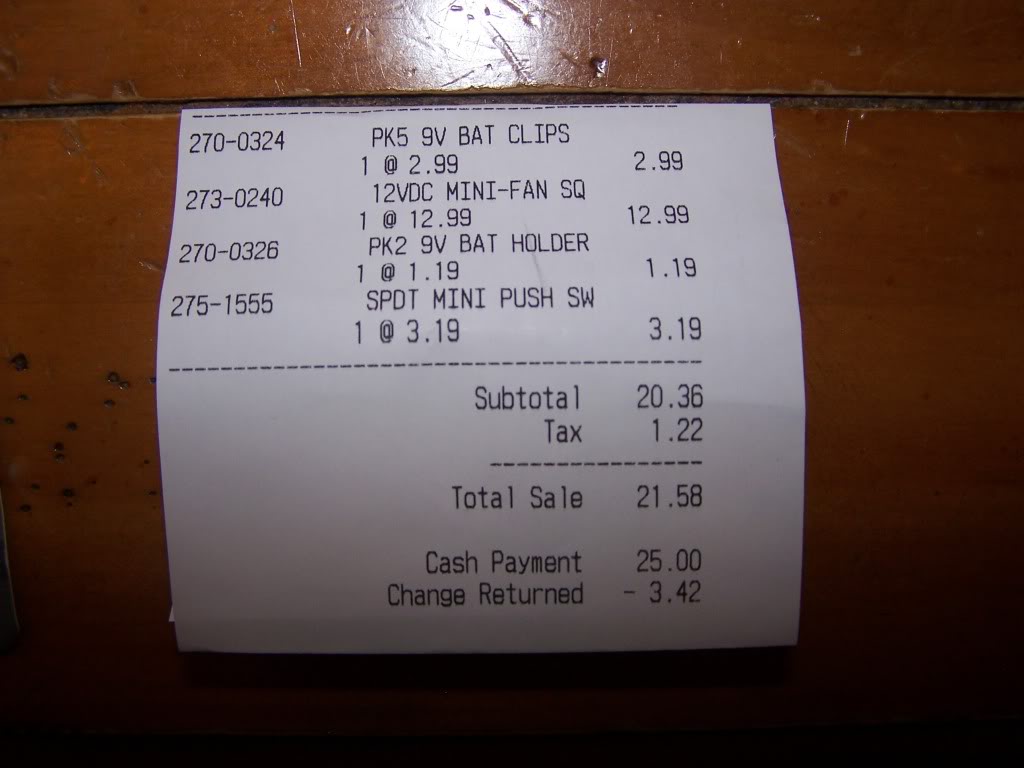 270-0324 PK5 9V BAT CLIPS
1 @ 2.99 2.99
273-0240 12VDC MINI-FAN SQ
1 @ 12.99 12.99
270-0326 PK2 9V BAT HOLDER
1 @ 1.19 1.19
275-1555 SPDT MINI PUSH SW
1 @ 3.19 3.19
Subtotal 20.36
Tax 1.22
Total Sale 21.58
Cash Payment 25.00
Change Returned - 3.42